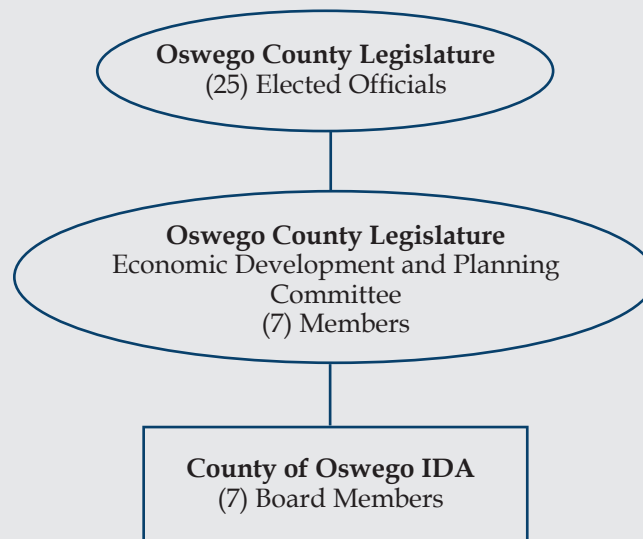 Oswego County Legislature
(25) Elected Officials
Oswego County Legislature
Economic Development and Planning
Committee
(7) Members
County of Oswego IDA
(7) Board Members